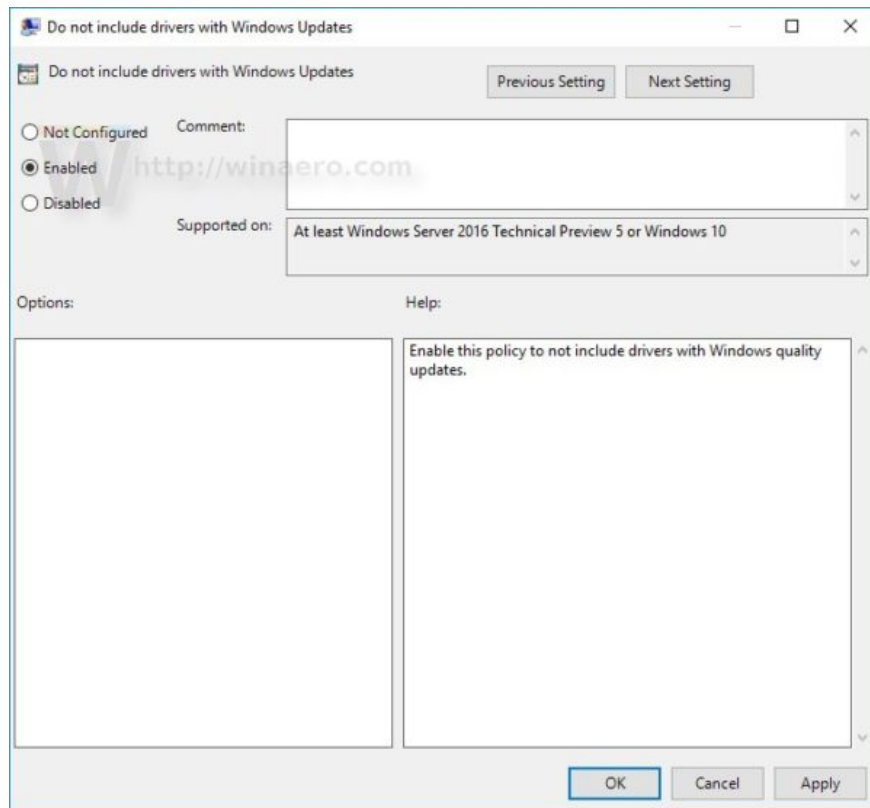 Do not include drivers with Windows Updates
Do not include drivers with Windows Updates
Previous Setting
Next Setting
Not Configured
Enabled
Disabled
Comment:
W http://winaero.com
Supported on:
At least Windows Server 2016 Technical Preview 5 or Windows 10
Options:
Help:
Enable this policy to not include drivers with Windows quality
updates.
OK
Cancel
Apply